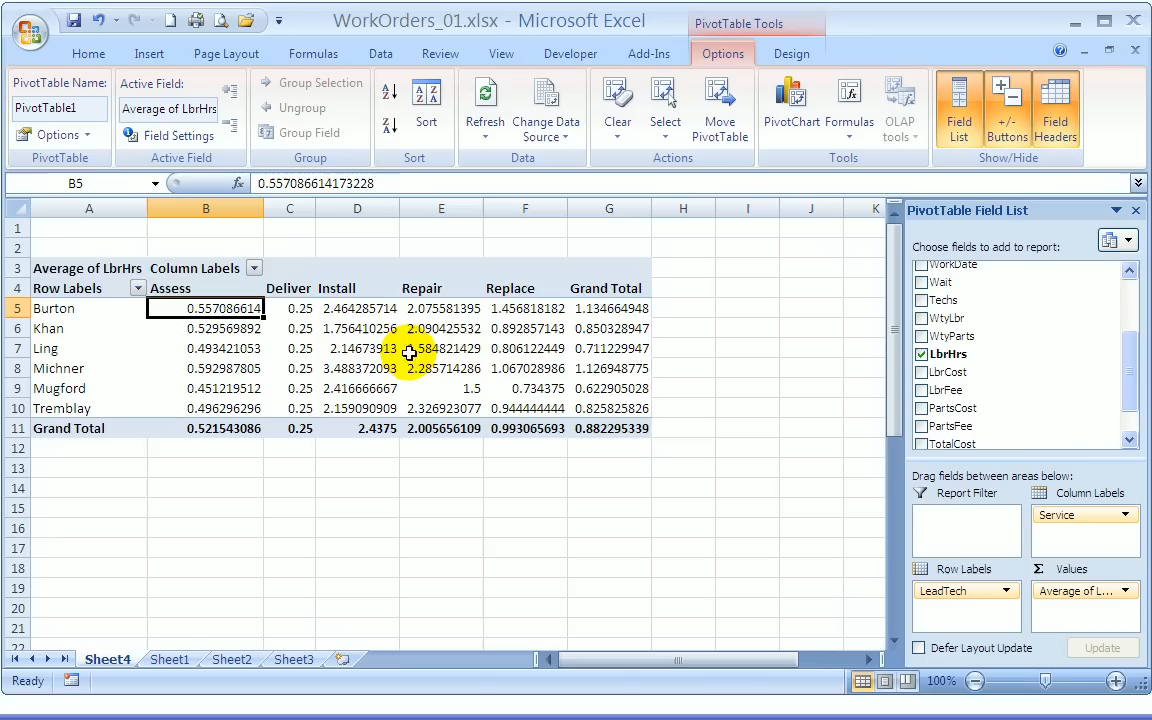 WorkOrders_01.xlsx - Microsoft Excel
PivotTable Tools
Home Insert Page Layout Formulas Data Review View Developer Add-Ins Options Design
PivotTable Name:
PivotTable1
Options
PivotTable
Active Field:
Average of LbrHrs
Field Settings
Active Field
Group Selection
Ungroup
Group Field
Group
Sort
Sort
Refresh
Change Data
Source
Data
Clear
Select
Move
PivotTable
Actions
PivotChart
Formulas
OLAP
tools
Tools
Field
List
+/-
Buttons
Field
Headers
Show/Hide
B5 fx 0.557086614173228
A B C D E F G H I J K
1
2
3 Average of LbrHrs Column Labels
4 Row Labels Assess Deliver Install Repair Replace Grand Total
5 Burton 0.557086614 0.25 2.464285714 2.075581395 1.456818182 1.134664948
6 Khan 0.529569892 0.25 1.756410256 2.090425532 0.892857143 0.850328947
7 Ling 0.493421053 0.25 2.14673913 .584821429 0.806122449 0.711229947
8 Michner 0.592987805 0.25 3.488372093 2.285714286 1.067028986 1.126948775
9 Mugford 0.451219512 0.25 2.416666667 1.5 0.734375 0.622905028
10 Tremblay 0.496296296 0.25 2.159090909 2.326923077 0.944444444 0.825825826
11 Grand Total 0.521543086 0.25 2.4375 2.005656109 0.993065693 0.882295339
12
13
14
15
16
17
18
19
20
21
22
PivotTable Field List
Choose fields to add to report:
WorkDate
Wait
Techs
WtyLbr
WtyParts
LbrHrs
LbrCost
LbrFee
PartsCost
PartsFee
TotalCost
Drag fields between areas below:
Report Filter
Column Labels
Service
Row Labels
Σ Values
LeadTech
Average of L...
Defer Layout Update
Update
Sheet4 Sheet1 Sheet2 Sheet3
Ready
100%